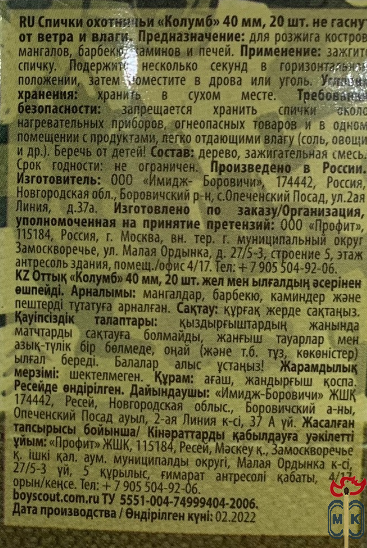 RU Спички охотничьи «Колумб» 40 мм, 20 шт. не гаснут
от ветра и влаги. Предназначение: для розжига костров,
мангалов, барбекю, каминов и печей. Применение: зажгите
спичку. Подержите несколько секунд в горизонтальном
положении, затем поместите в дрова или уголь. Условия
хранения: хранить в сухом месте. Требования
безопасности: запрещается хранить спички около
нагревательных приборов, огнеопасных товаров и в одном
помещении с продуктами, легко отдающими влагу (соль, овощи
и др.). Беречь от детей! Состав: дерево, зажигательная смесь.
Срок годности: не ограничен. Произведено в России.
Изготовитель: ООО «Имидж- Боровичи», 174442, Россия,
Новгородская обл., Боровичский р-н, с.Опеченский Посад, ул.2ая
Линия, д.37а. Изготовлено по заказу/Организация,
уполномоченная на принятие претензий: ООО «Профит»,
115184, Россия, г. Москва, вн. тер. г. муниципальный округ
Замоскворечье, ул. Малая Ордынка, д. 27/5-3, строение 5, этаж
антресоль здания, помещ./офис 4/17. Тел: +7 905 504-92-06.
KZ Оттық «Колумб» 40 мм, 20 шт. жел мен ылғалдың әсерінен
өшпейді. Арналымы: мангалдар, барбекю, каминдер және
пештерді тұтатуға арналған. Сақтау: құрғақ жерде сақтаңыз.
Қауіпсіздік талаптары: қыздырғыштардың жанында
матчтарды сақтауға болмайды, жанғыш тауарлар мен
азық-түлік бір бөлмеде, оңай (және т.б. тұз, көкөністер)
ылғал береді. Балалар алыс ұстаңыз! Жарамдылық
мерзімі: шектелмеген. Құрам: ағаш, жандырғыш қоспа.
Ресейде өндірілген. Дайындаушы: «Имидж-Боровичи» ЖШҚ
174442, Ресей, Новгородская облыс., Боровичский а-ны,
Опеченский Посад ауыл, 2-ая Линия к-сі, 37 А үй. Жасалған
тапсырысы бойынша/ Кінәраттарды қабылдауға уәкілетті
ұйым: «Профит» ЖШҚ, 115184, Ресей, Мәскеу қ., Замоскворечье
қ. ішкі қал. аум. муниципалды округі, Малая Ордынка к-сі,
27/5-3 үй, 5 құрылыс, ғимарат антресолі қабаты, 4/17
орын/кеңсе. Тел: +7 905 504-92-06.
boyscout.com.ru ТУ 5551-004-74999404-2006.
Дата производства / Өндірілген күні: 02.2022
МК